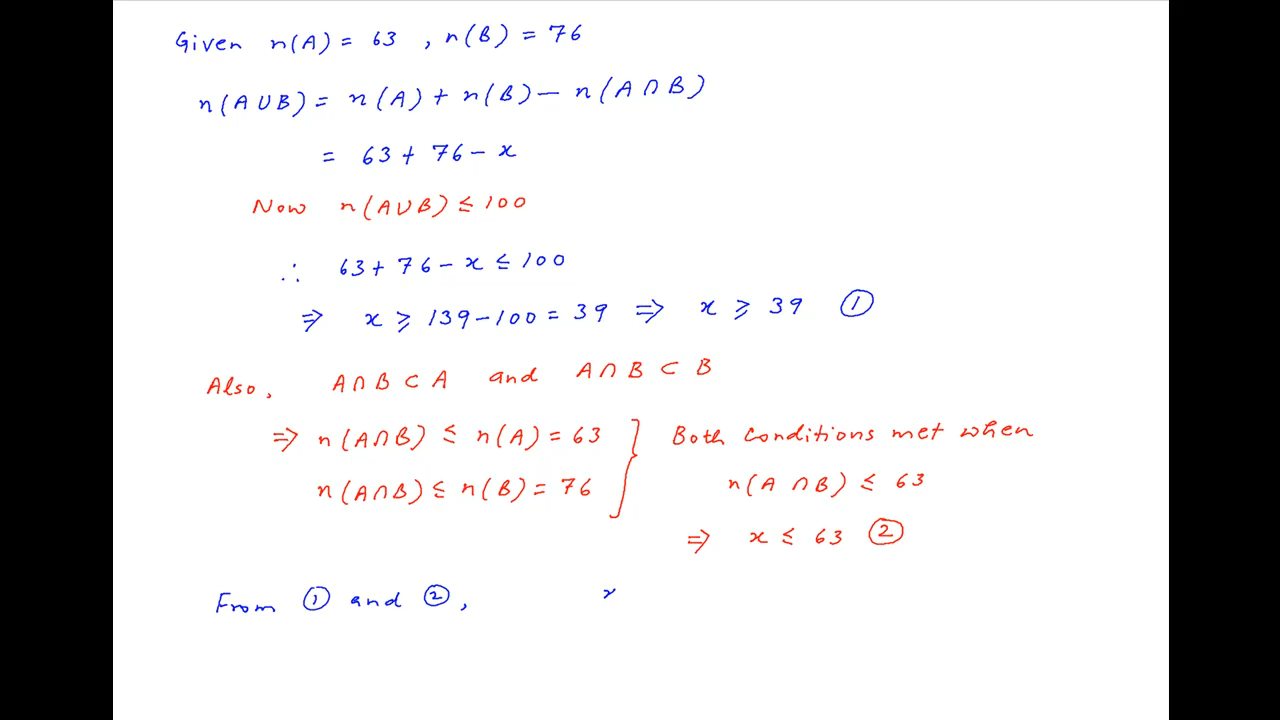 Given n(A) = 63 , n(B) = 76
n(A∪B) = n(A) + n(B) − n(A∩B)
= 63 + 76 − x
Now n(A∪B) ≤ 100
∴ 63 + 76 − x ≤ 100
⇒ x ≥ 139 − 100 = 39 ⇒ x ≥ 39 ①
Also, A∩B ⊂ A and A∩B ⊂ B
⇒ n(A∩B) ≤ n(A) = 63
n(A∩B) ≤ n(B) = 76
Both conditions met when
n(A∩B) ≤ 63
⇒ x ≤ 63 ②
From ① and ②, x